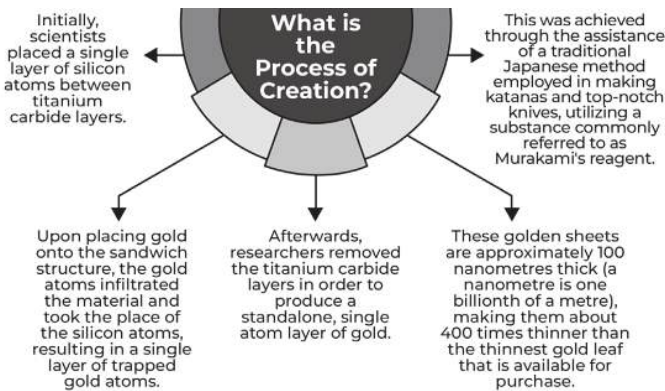 What is
the
Process of
Creation?
Initially,
scientists
placed a single
layer of silicon
atoms between
titanium
carbide layers.
Upon placing gold
onto the sandwich
structure, the gold
atoms infiltrated
the material and
took the place of
the silicon atoms,
resulting in a single
layer of trapped
gold atoms.
Afterwards,
researchers removed
the titanium carbide
layers in order to
produce a
standalone, single
atom layer of gold.
These golden sheets
are approximately 100
nanometres thick (a
nanometre is one
billionth of a metre),
making them about
400 times thinner than
the thinnest gold leaf
that is available for
purchase.
This was achieved
through the assistance
of a traditional
Japanese method
employed in making
katanas and top-notch
knives, utilizing a
substance commonly
referred to as
Murakami's reagent.